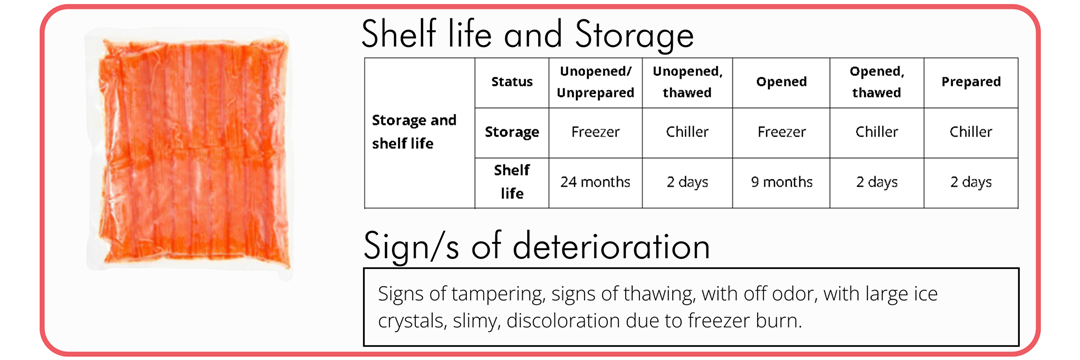 Shelf life and Storage
Storage and shelf life
Status Unopened/ Unprepared Unopened, thawed Opened Opened, thawed Prepared
Storage Freezer Chiller Freezer Chiller Chiller
Shelf life 24 months 2 days 9 months 2 days 2 days
Sign/s of deterioration
Signs of tampering, signs of thawing, with off odor, with large ice
crystals, slimy, discoloration due to freezer burn.